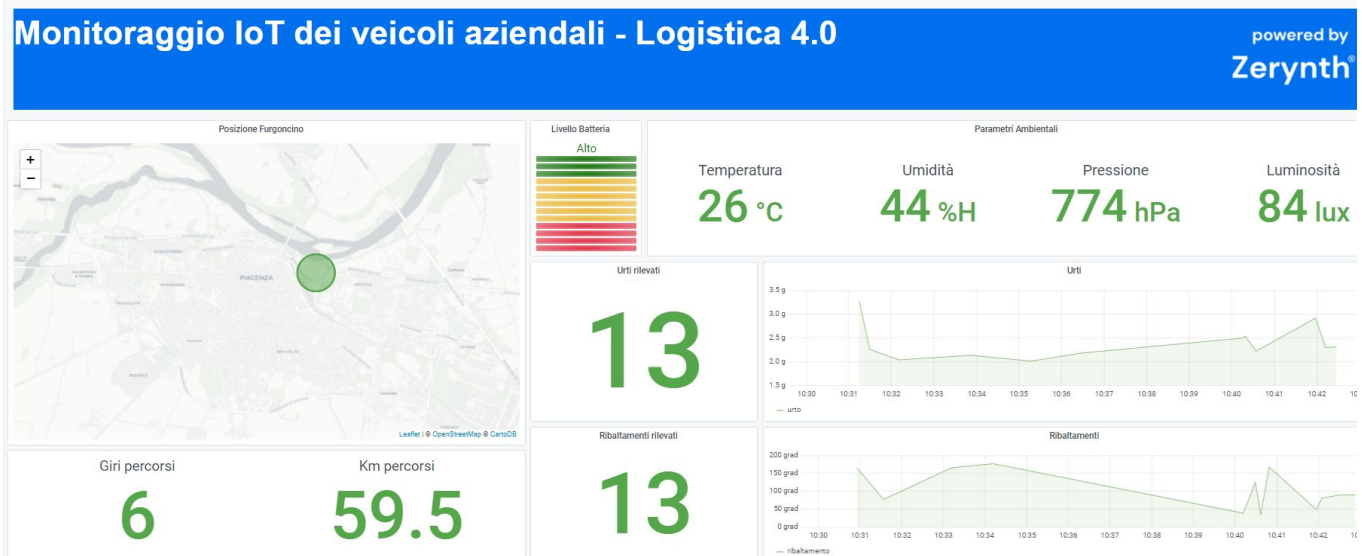 Monitoraggio IoT dei veicoli aziendali - Logistica 4.0
powered by
Zerynth®
Posizione Furgoncino
+
−
PIACENZA
Leaflet | © OpenStreetMap © CartoDB
Livello Batteria
Alto
Parametri Ambientali
Temperatura
26 °C
Umidità
44 %H
Pressione
774 hPa
Luminosità
84 lux
Urti rilevati
13
Urti
3.5 g
3.0 g
2.5 g
2.0 g
1.5 g
10:30 10:31 10:32 10:33 10:34 10:35 10:36 10:37 10:38 10:39 10:40 10:41 10:42
urto
Giri percorsi
6
Km percorsi
59.5
Ribaltamenti rilevati
13
Ribaltamenti
200 grad
150 grad
100 grad
50 grad
0 grad
10:30 10:31 10:32 10:33 10:34 10:35 10:36 10:37 10:38 10:39 10:40 10:41 10:42
ribaltamento